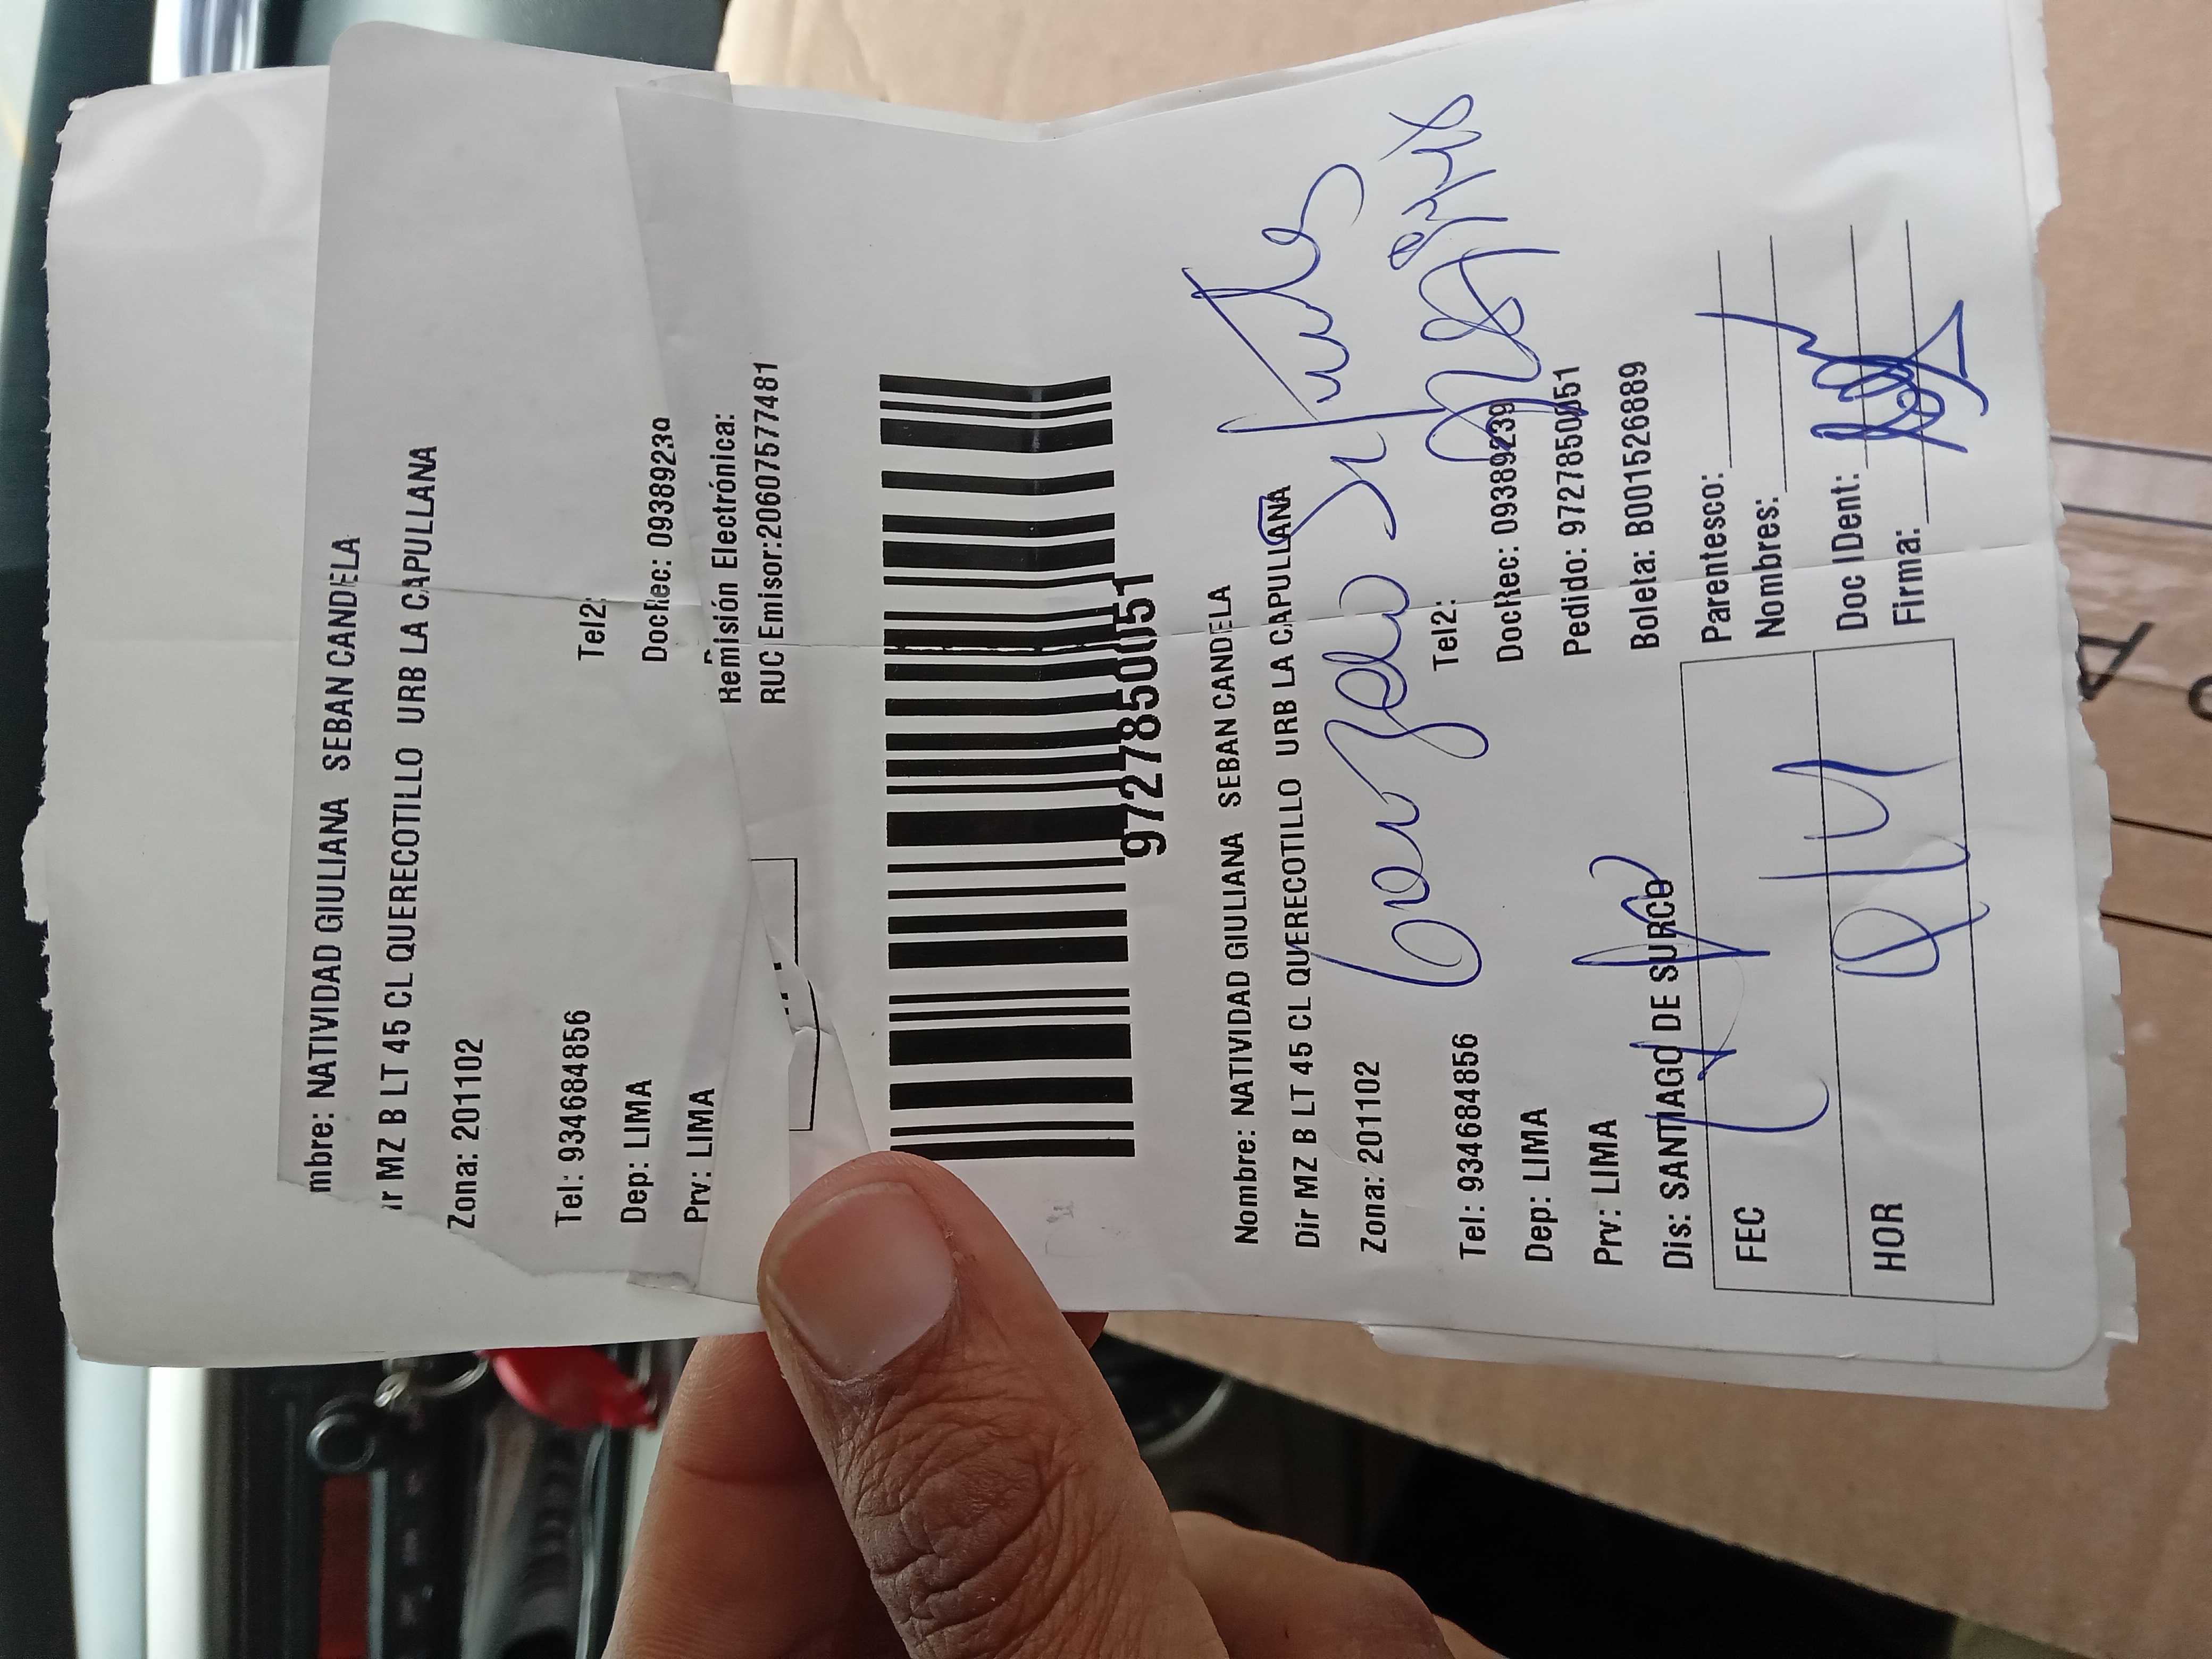 mbre: NATIVIDAD GIULIANA SEBAN CANDELA
ir MZ B LT 45 CL QUERECOTILLO URB LA CAPULLANA
Zona: 201102
Tel: 934684856 Tel2:
Dep: LIMA DocRec: 09389239
Prv: LIMA
Remisión Electrónica:
RUC Emisor:20607577481
9727850051
Nombre: NATIVIDAD GIULIANA SEBAN CANDELA
Dir MZ B LT 45 CL QUERECOTILLO URB LA CAPULLANA
Zona: 201102
Tel: 934684856 Tel2:
Dep: LIMA DocRec: 09389239
Prv: LIMA Pedido: 9727850051
Dis: SANTIAGO DE SURCO Boleta: B001526889
FEC Parentesco:
Nombres:
HOR Doc IDent:
Firma: